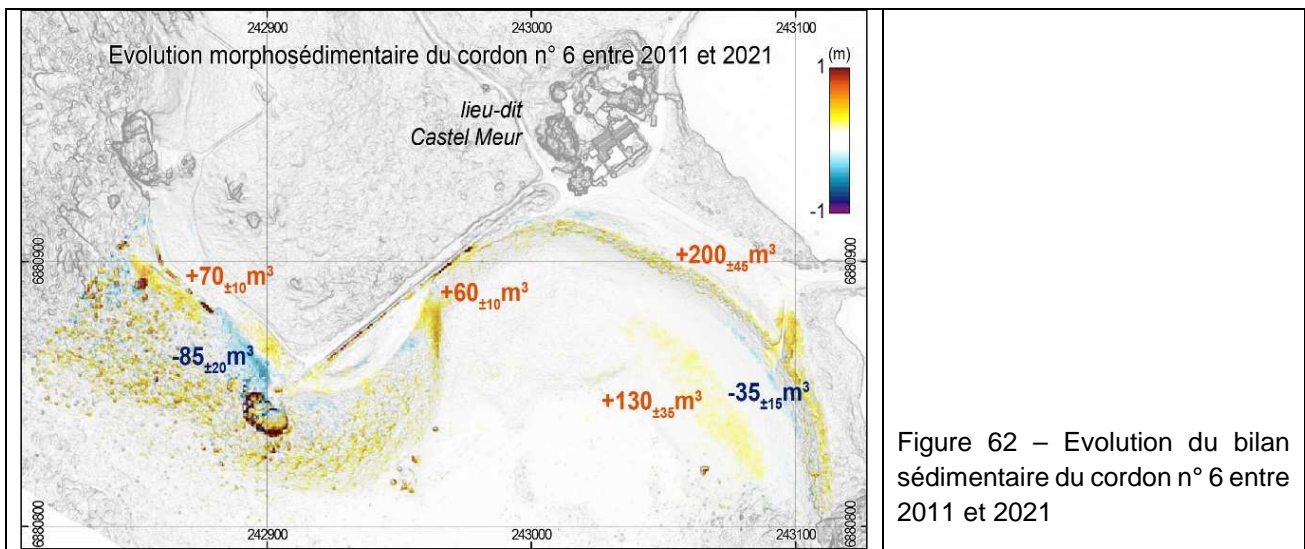 242900
243000
243100
Evolution morphosédimentaire du cordon n° 6 entre 2011 et 2021
(m)
1
-1
lieu-dit
Castel Meur
6880900
6880900
+70±10m³
+200±45m³
+60±10m³
-85±20m³
+130±35m³
-35±15m³
6880800
6880800
242900
243000
243100
Figure 62 – Evolution du bilan
sédimentaire du cordon n° 6 entre
2011 et 2021